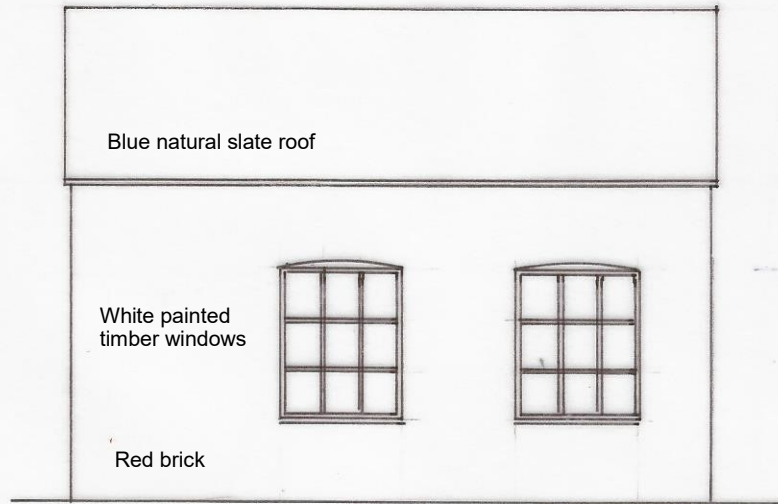 Blue natural slate roof
White painted
timber windows
Red brick